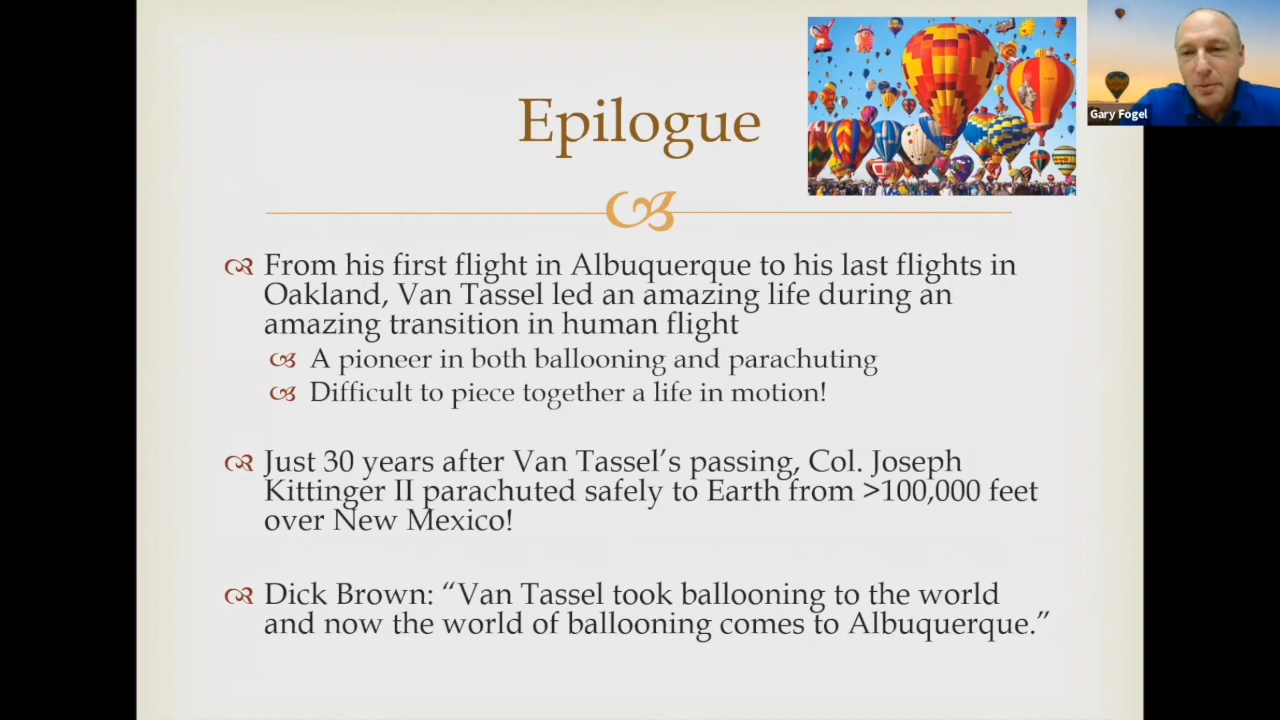 Gary Fogel
Epilogue
From his first flight in Albuquerque to his last flights in
Oakland, Van Tassel led an amazing life during an
amazing transition in human flight
A pioneer in both ballooning and parachuting
Difficult to piece together a life in motion!
Just 30 years after Van Tassel’s passing, Col. Joseph
Kittinger II parachuted safely to Earth from >100,000 feet
over New Mexico!
Dick Brown: “Van Tassel took ballooning to the world
and now the world of ballooning comes to Albuquerque.”